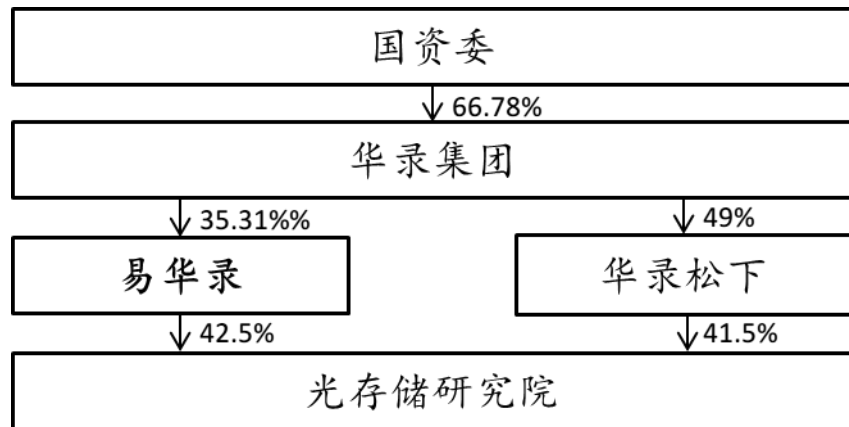 国资委
66.78%
华录集团
35.31%%
49%
易华录
华录松下
42.5%
41.5%
光存储研究院